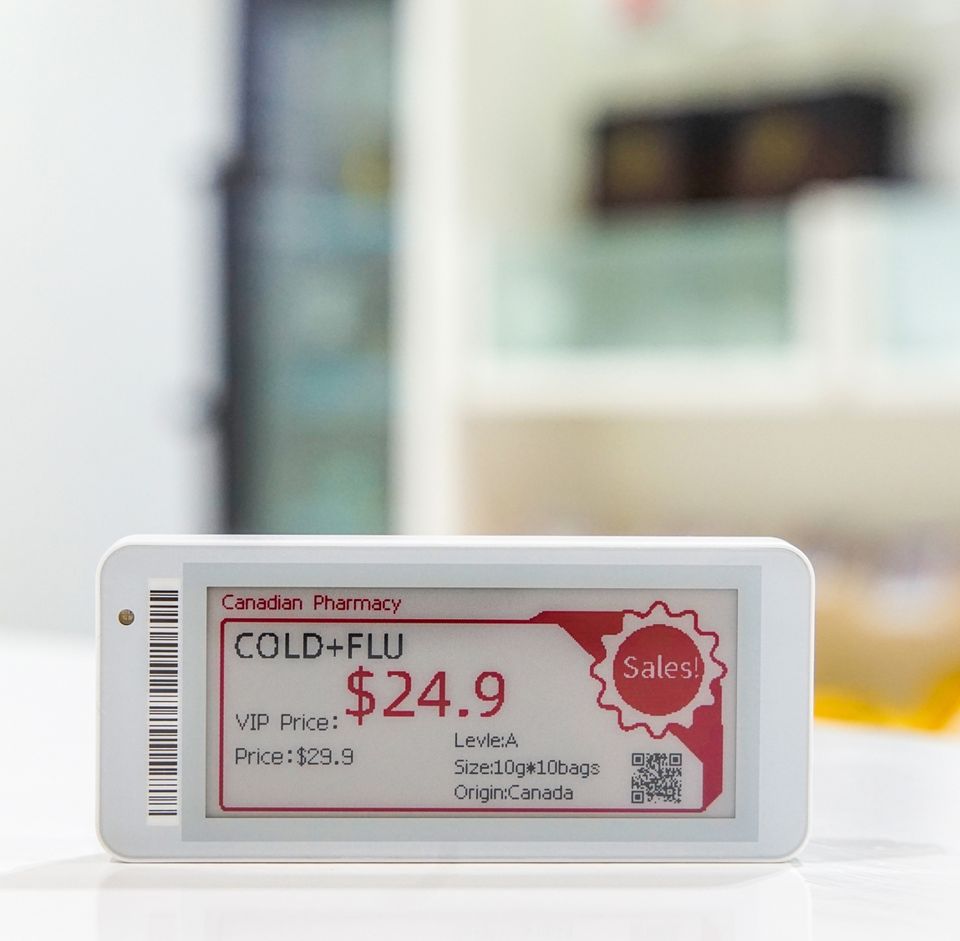 Canadian Pharmacy
COLD+FLU
Sales!
VIP Price: $24.9
Price:$29.9
Levle:A
Size:10g*10bags
Origin:Canada